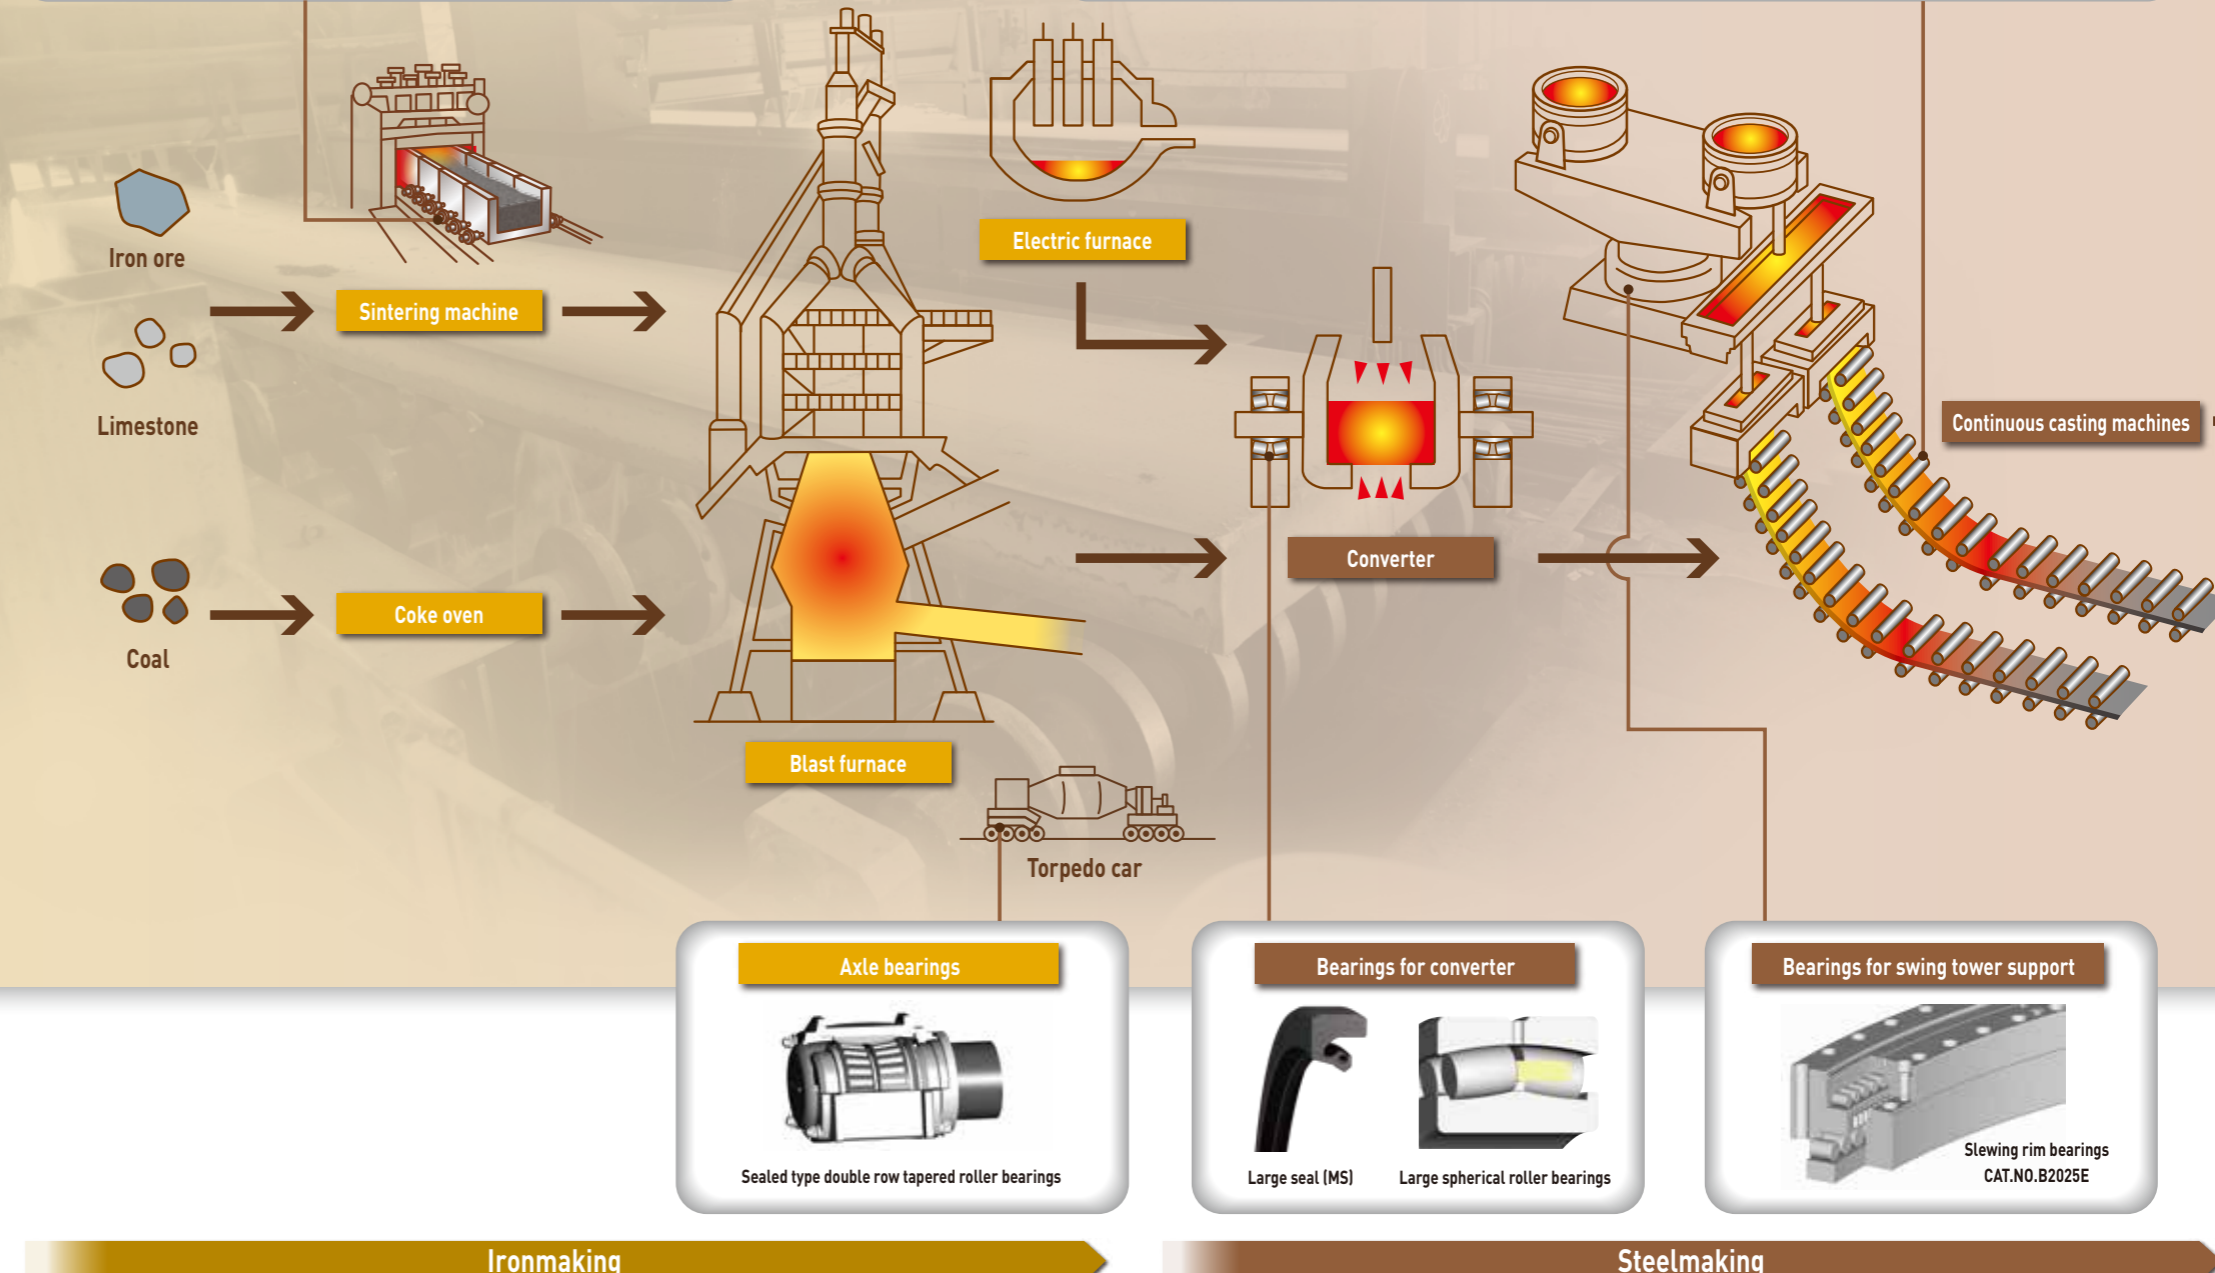 Iron ore
Limestone
Coal
Sintering machine
Coke oven
Blast furnace
Electric furnace
Torpedo car
Converter
Continuous casting machines
Axle bearings
Sealed type double row tapered roller bearings
Bearings for converter
Large seal (MS)
Large spherical roller bearings
Bearings for swing tower support
Slewing rim bearings
CAT.NO.B2025E
Ironmaking
Steelmaking